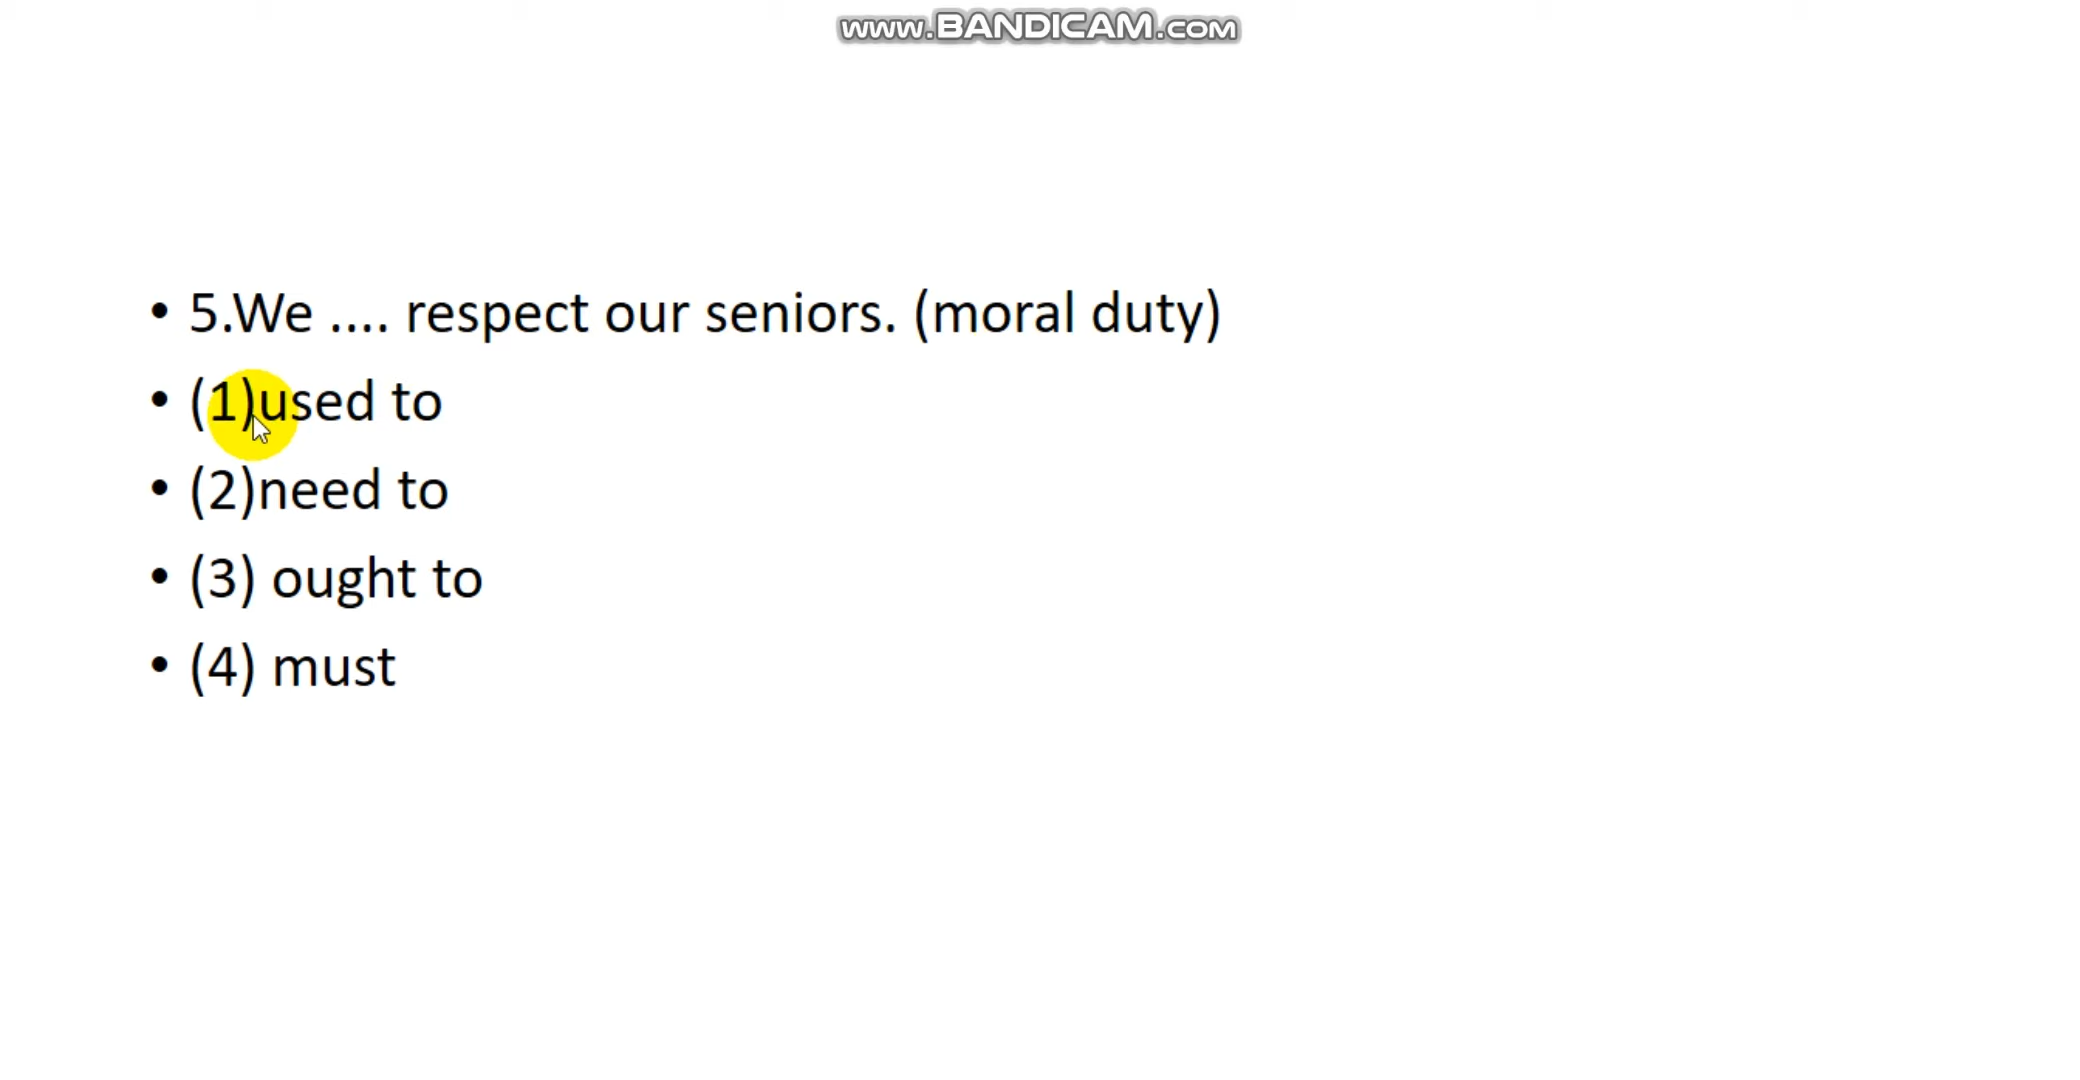 www.BANDICAM.com
• 5.We .... respect our seniors. (moral duty)
• (1)used to
• (2)need to
• (3) ought to
• (4) must